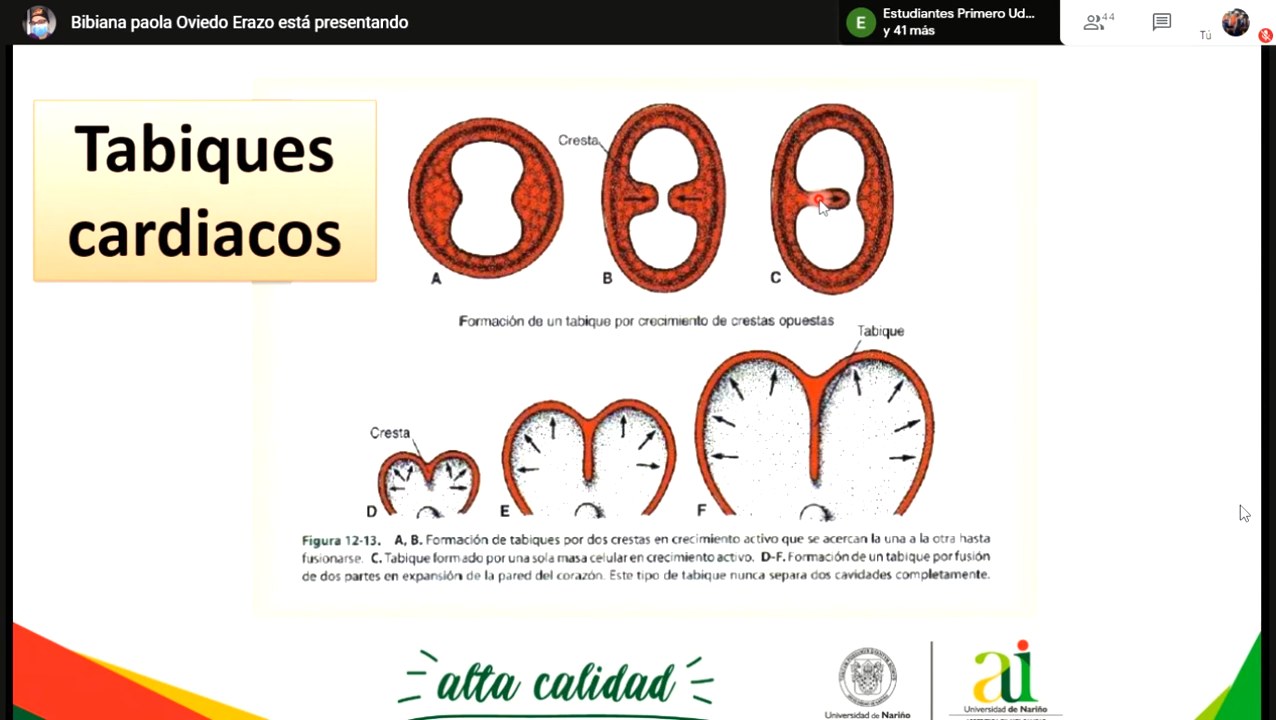 Bibiana paola Oviedo Erazo está presentando
E
Estudiantes Primero Ud...
y 41 más
44
Tú
Tabiques
cardiacos
Cresta
A
B
C
Formación de un tabique por crecimiento de crestas opuestas
Tabique
Cresta
D
E
F
Figura 12-13. A, B. Formación de tabiques por dos crestas en crecimiento activo que se acercan la una a la otra hasta
fusionarse. C. Tabique formado por una sola masa celular en crecimiento activo. D-F. Formación de un tabique por fusión
de dos partes en expansión de la pared del corazón. Este tipo de tabique nunca separa dos cavidades completamente.
alta calidad
Universidad de Nariño
ai
Universidad de Nariño